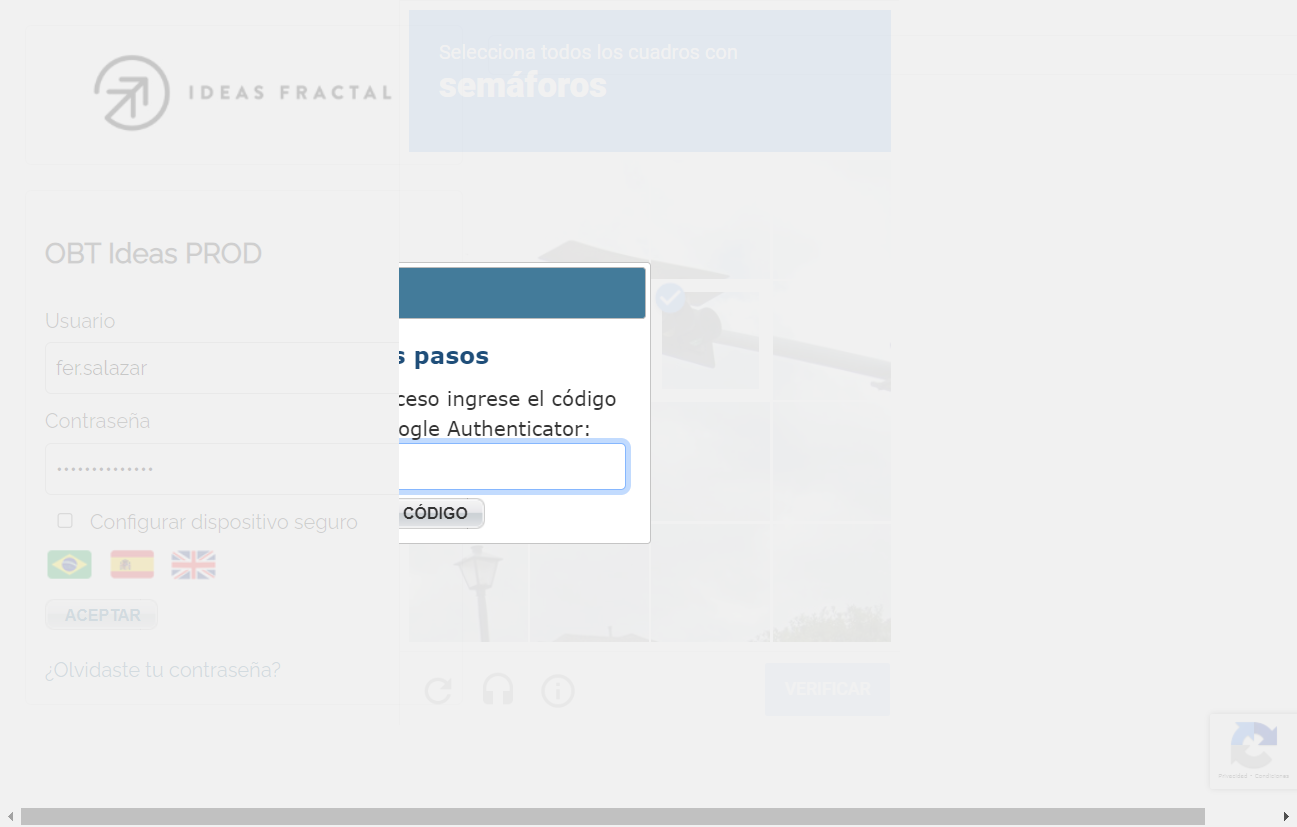 IDEAS FRACTAL
OBT Ideas PROD
Usuario
fer.salazar
Contraseña
Configurar dispositivo seguro
ACEPTAR
¿Olvidaste tu contraseña?
Selecciona todos los cuadros con
semáforos
s pasos
ceso ingrese el código
ogle Authenticator:
CÓDIGO
VERIFICAR
Privacidad - Condiciones